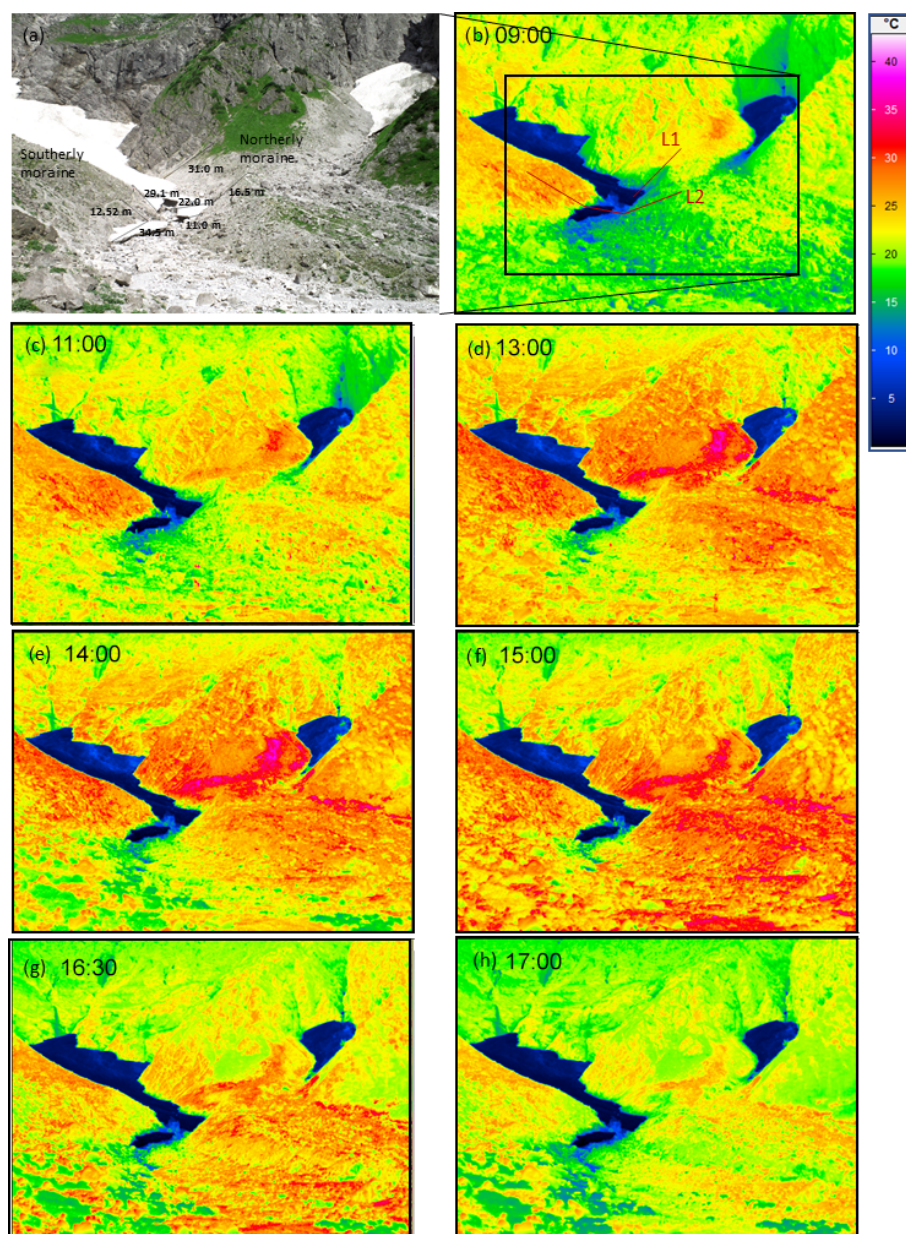 (a)
Southerly
moraine
Northerly
moraine
31.0 m
29.1 m
16.5 m
22.0 m
12.52 m
11.0 m
34.5 m
(b) 09:00
L1
L2
°C
40
35
30
25
20
15
10
5
(c) 11:00
(d) 13:00
(e) 14:00
(f) 15:00
(g) 16:30
(h) 17:00